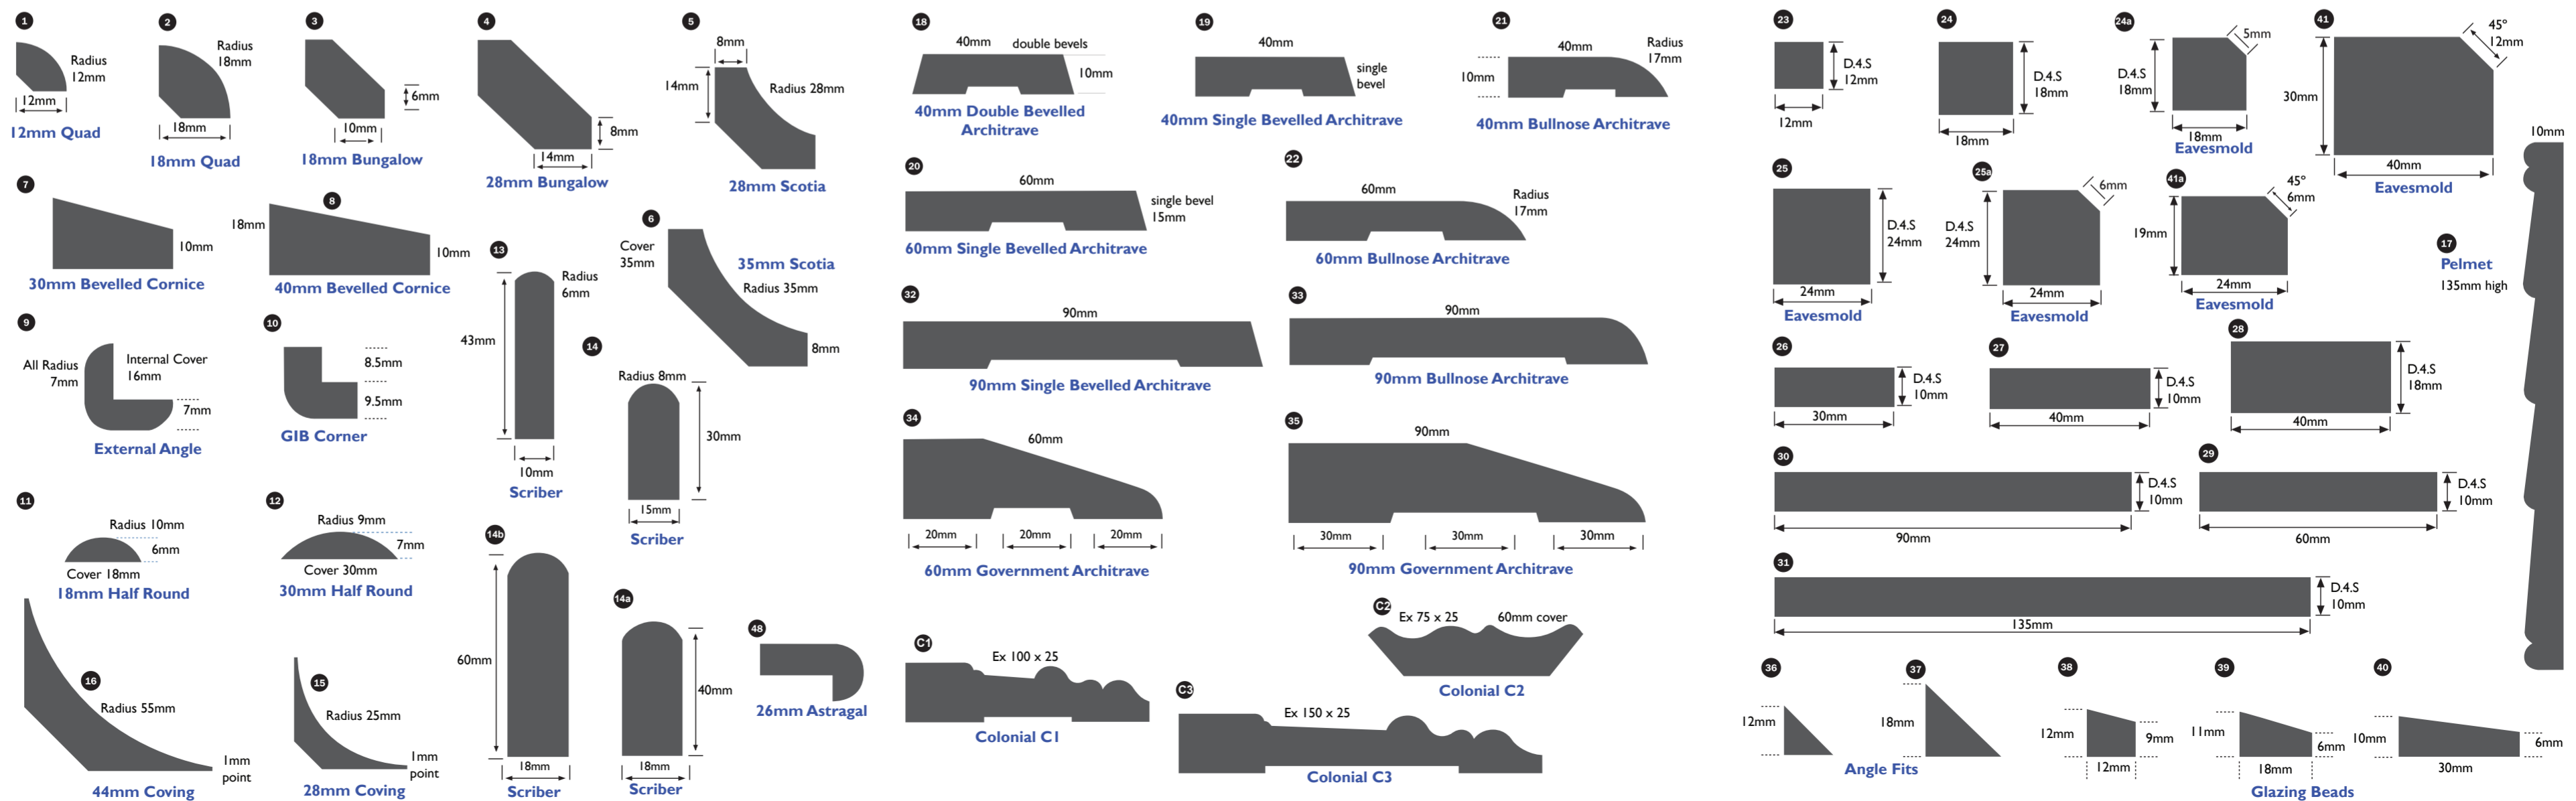 1
Radius
12mm
12mm
12mm Quad
2
Radius
18mm
18mm
18mm Quad
3
6mm
10mm
18mm Bungalow
4
8mm
14mm
28mm Bungalow
5
8mm
14mm
Radius 28mm
28mm Scotia
7
10mm
30mm Bevelled Cornice
8
18mm
10mm
40mm Bevelled Cornice
6
Cover
35mm
35mm Scotia
Radius 35mm
8mm
9
All Radius
7mm
Internal Cover
16mm
7mm
External Angle
10
8.5mm
9.5mm
GIB Corner
13
Radius
6mm
43mm
10mm
Scriber
14
Radius 8mm
30mm
15mm
Scriber
11
Radius 10mm
6mm
Cover 18mm
18mm Half Round
12
Radius 9mm
7mm
Cover 30mm
30mm Half Round
16
Radius 55mm
1mm
point
44mm Coving
15
Radius 25mm
1mm
point
28mm Coving
14b
60mm
18mm
Scriber
14a
40mm
18mm
Scriber
48
26mm Astragal
18
40mm
double bevels
10mm
40mm Double Bevelled
Architrave
19
40mm
single
bevel
40mm Single Bevelled Architrave
21
40mm
Radius
17mm
10mm
40mm Bullnose Architrave
20
60mm
single bevel
15mm
60mm Single Bevelled Architrave
22
60mm
Radius
17mm
60mm Bullnose Architrave
32
90mm
90mm Single Bevelled Architrave
33
90mm
90mm Bullnose Architrave
34
60mm
20mm
20mm
20mm
60mm Government Architrave
35
90mm
30mm
30mm
30mm
90mm Government Architrave
C1
Ex 100 x 25
Colonial C1
C2
Ex 75 x 25
60mm cover
Colonial C2
C3
Ex 150 x 25
Colonial C3
23
D.4.S
12mm
12mm
24
D.4.S
18mm
18mm
24a
5mm
D.4.S
18mm
18mm
Eavesmold
41
45º
12mm
30mm
40mm
Eavesmold
25
D.4.S
24mm
24mm
Eavesmold
25a
6mm
D.4.S
24mm
24mm
Eavesmold
41a
45º
6mm
19mm
24mm
Eavesmold
10mm
17
Pelmet
135mm high
26
D.4.S
10mm
30mm
27
D.4.S
10mm
40mm
28
D.4.S
18mm
40mm
30
D.4.S
10mm
90mm
29
D.4.S
10mm
60mm
31
D.4.S
10mm
135mm
36
12mm
37
18mm
Angle Fits
38
12mm
9mm
12mm
39
11mm
6mm
18mm
40
10mm
6mm
30mm
Glazing Beads